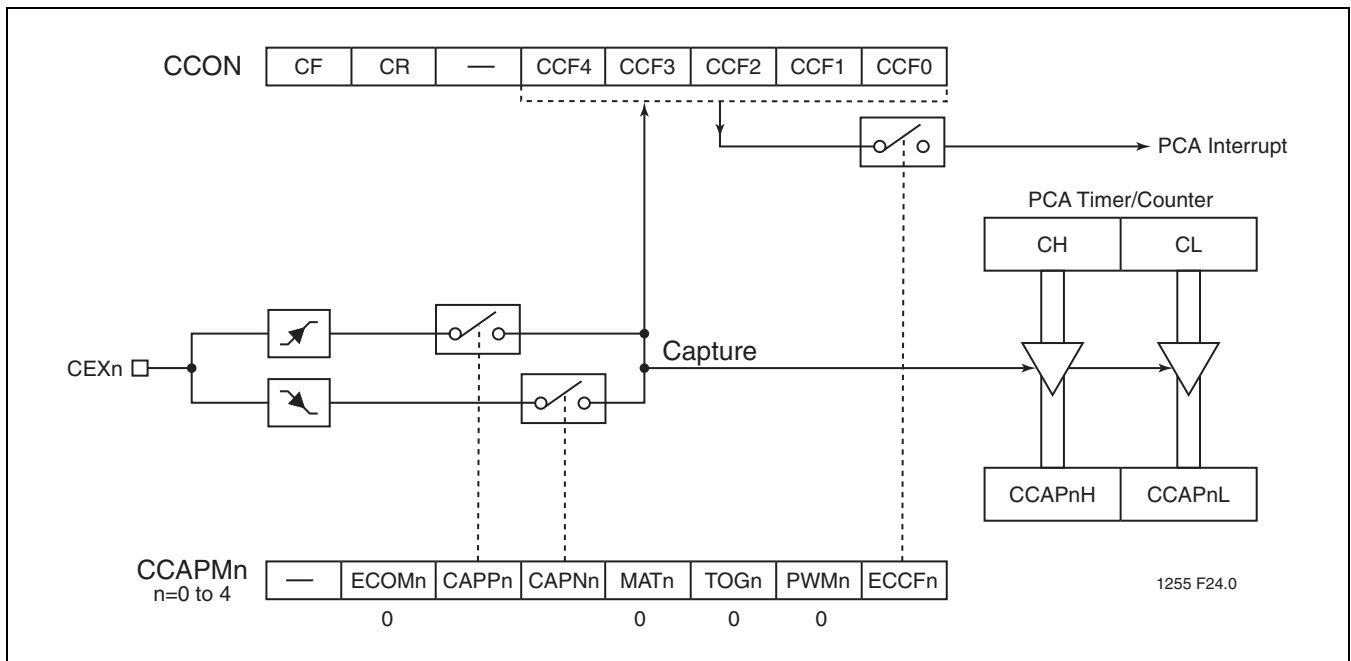 CCON CF CR — CCF4 CCF3 CCF2 CCF1 CCF0
PCA Interrupt
PCA Timer/Counter
CH CL
CEXn
Capture
CCAPnH CCAPnL
CCAPMn — ECOMn CAPPn CAPNn MATn TOGn PWMn ECCFn
n=0 to 4
1255 F24.0
0 0 0 0